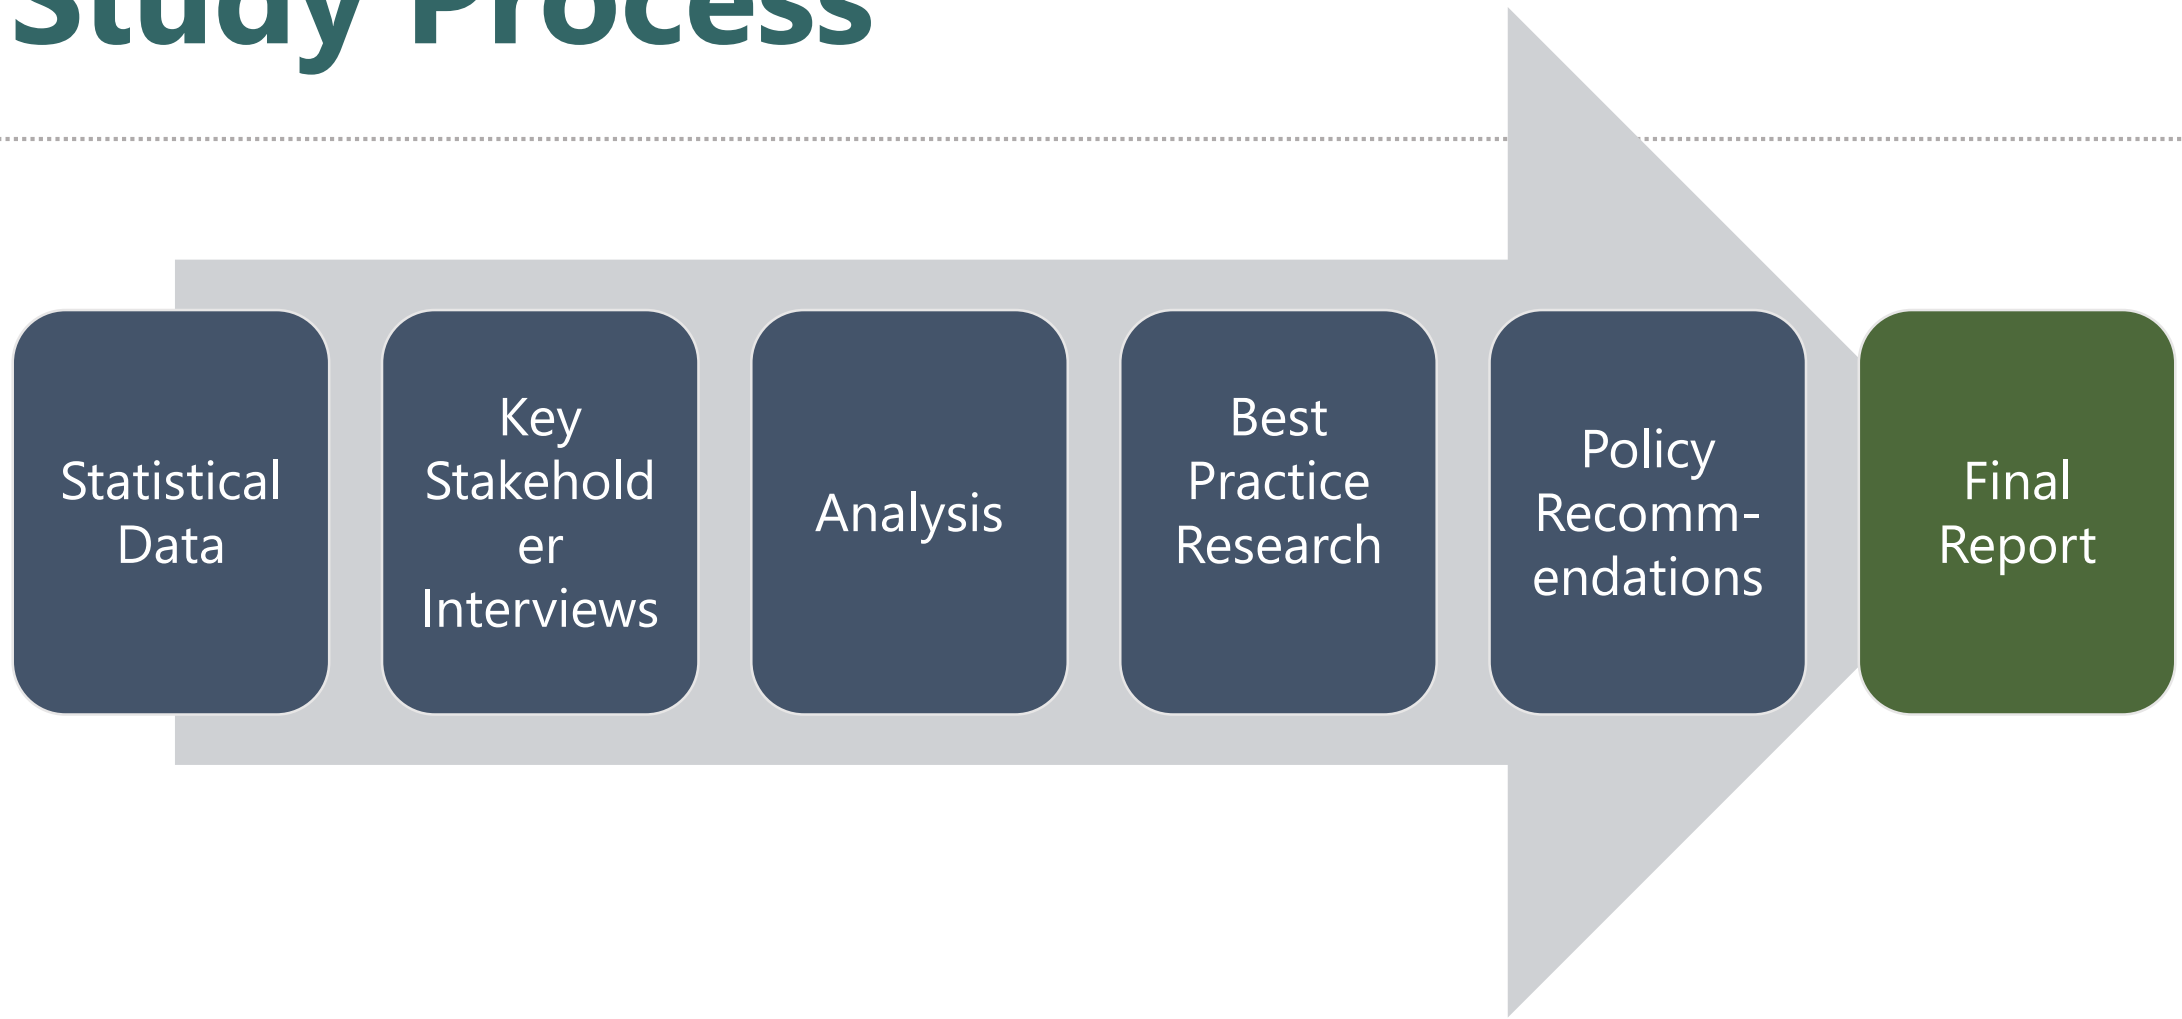 Study Process
Statistical
Data
Key
Stakehold
er
Interviews
Analysis
Best
Practice
Research
Policy
Recomm-
endations
Final
Report